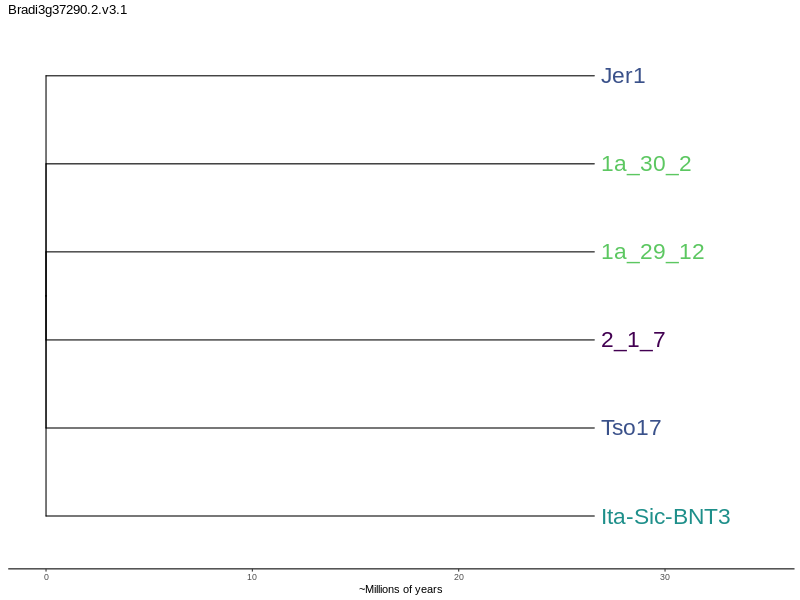 Bradi3g37290.2.v3.1
Jer1
1a_30_2
1a_29_12
2_1_7
Tso17
Ita-Sic-BNT3
0 10 20 30
~Millions of years